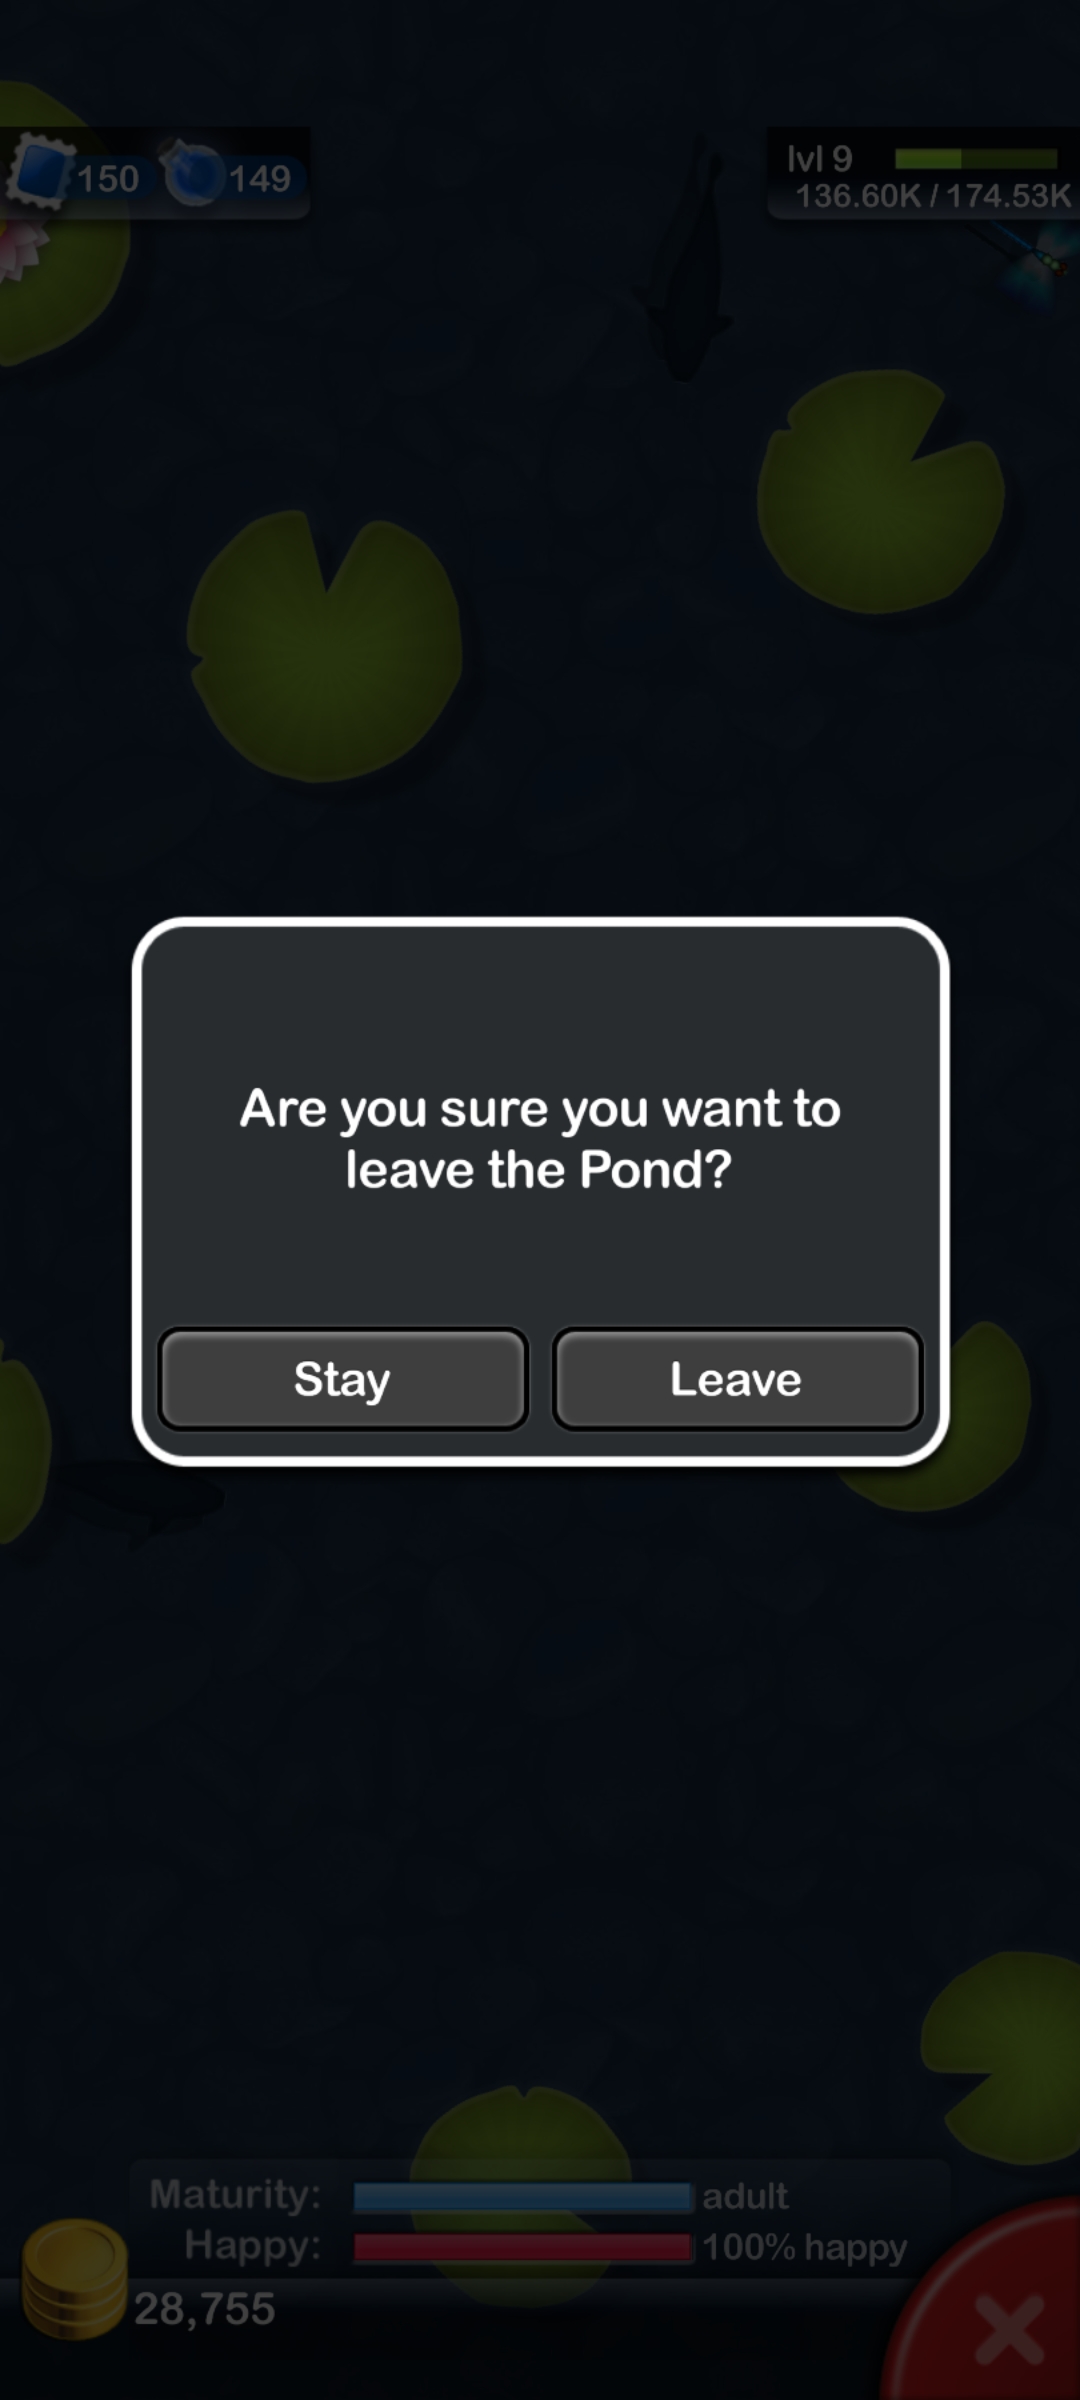 150 149
lvl 9
136.60K / 174.53K
Are you sure you want to
leave the Pond?
Stay Leave
Maturity: adult
Happy: 100% happy
28,755